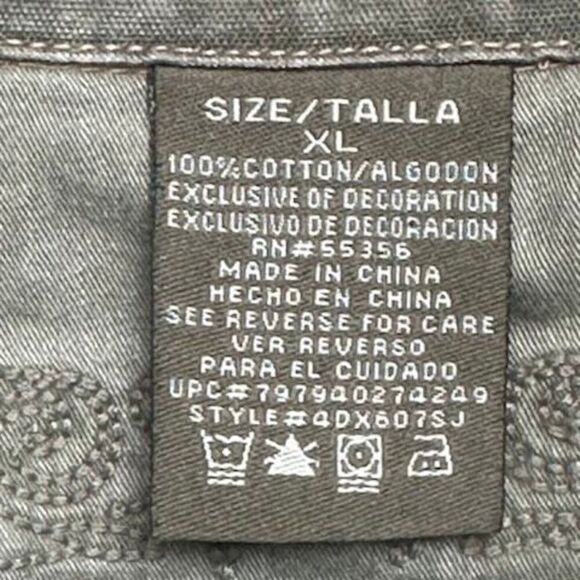 SIZE/TALLA
XL
100%COTTON/ALGODON
EXCLUSIVE OF DECORATION
EXCLUSIVO DE DECORACION
RN#55356
MADE IN CHINA
HECHO EN CHINA
SEE REVERSE FOR CARE
VER REVERSO
PARA EL CUIDADO
UPC#797940274249
STYLE#4DX607SJ